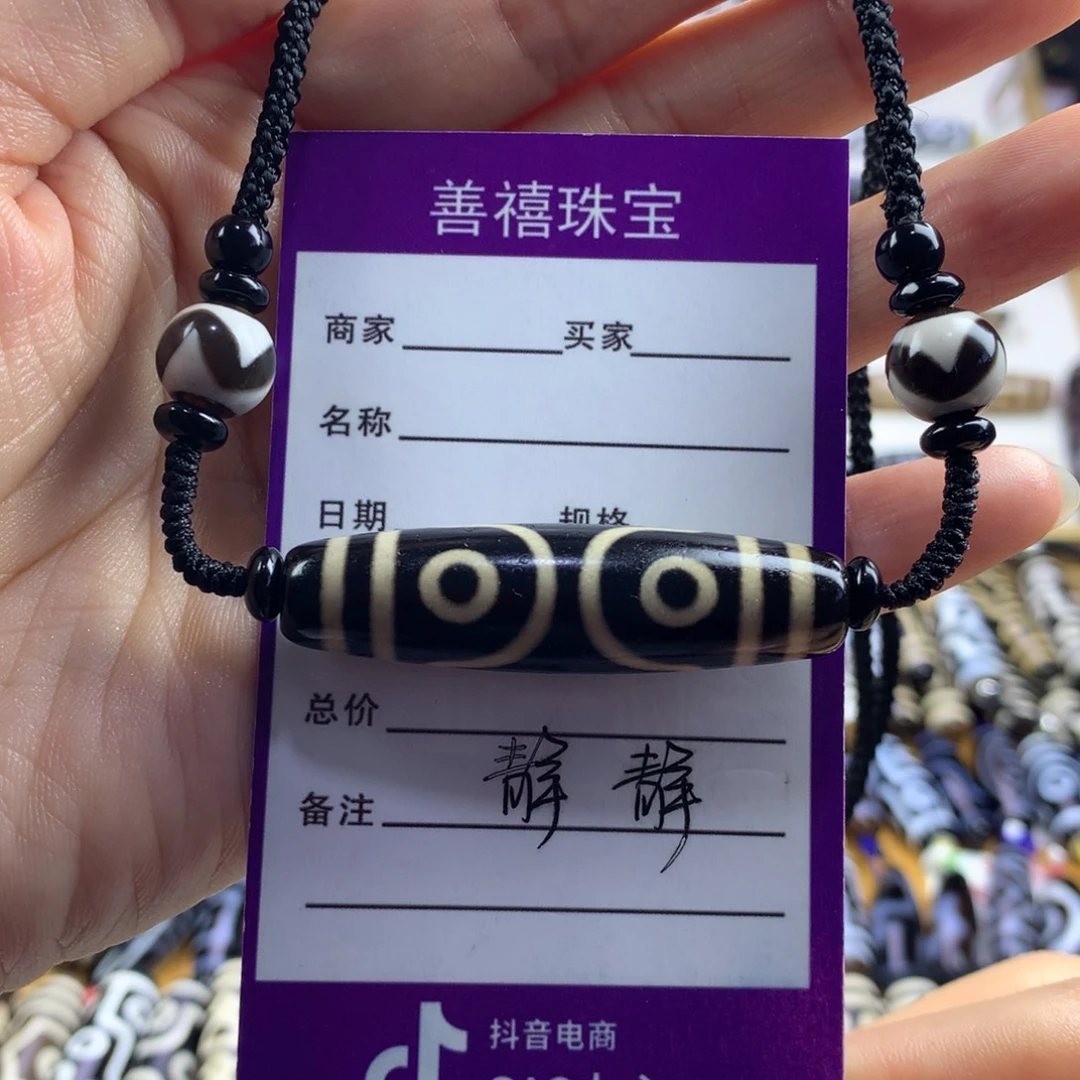 善禧珠宝
商家 买家
名称
日期 规格
总价
备注 静 静
抖音电商